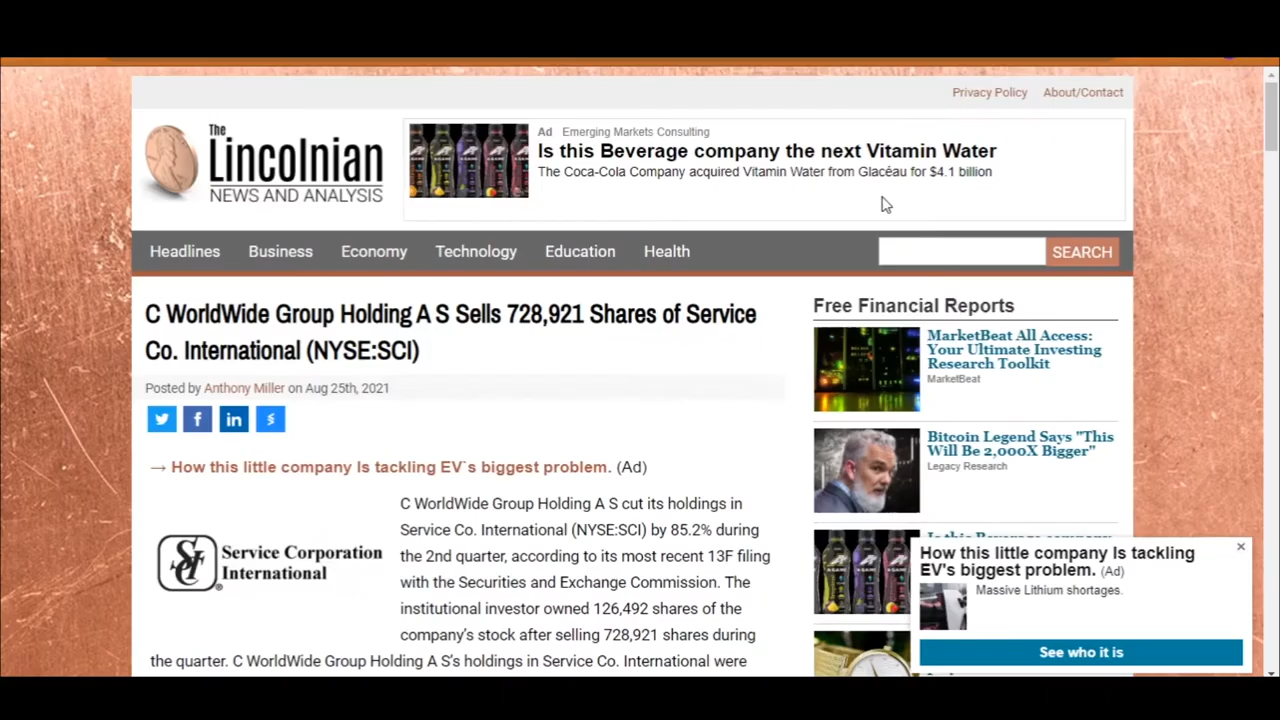 Privacy Policy About/Contact
The
Lincolnian
NEWS AND ANALYSIS
Ad Emerging Markets Consulting
Is this Beverage company the next Vitamin Water
The Coca-Cola Company acquired Vitamin Water from Glacéau for $4.1 billion
Headlines Business Economy Technology Education Health SEARCH
C WorldWide Group Holding A S Sells 728,921 Shares of Service
Co. International (NYSE:SCI)
Posted by Anthony Miller on Aug 25th, 2021
→ How this little company Is tackling EV`s biggest problem. (Ad)
Service Corporation
International
C WorldWide Group Holding A S cut its holdings in
Service Co. International (NYSE:SCI) by 85.2% during
the 2nd quarter, according to its most recent 13F filing
with the Securities and Exchange Commission. The
institutional investor owned 126,492 shares of the
company's stock after selling 728,921 shares during
the quarter. C WorldWide Group Holding A S's holdings in Service Co. International were
Free Financial Reports
MarketBeat All Access:
Your Ultimate Investing
Research Toolkit
MarketBeat
Bitcoin Legend Says "This
Will Be 2,000X Bigger"
Legacy Research
Is this Beverage company
How this little company Is tackling
EV's biggest problem. (Ad)
Massive Lithium shortages.
See who it is